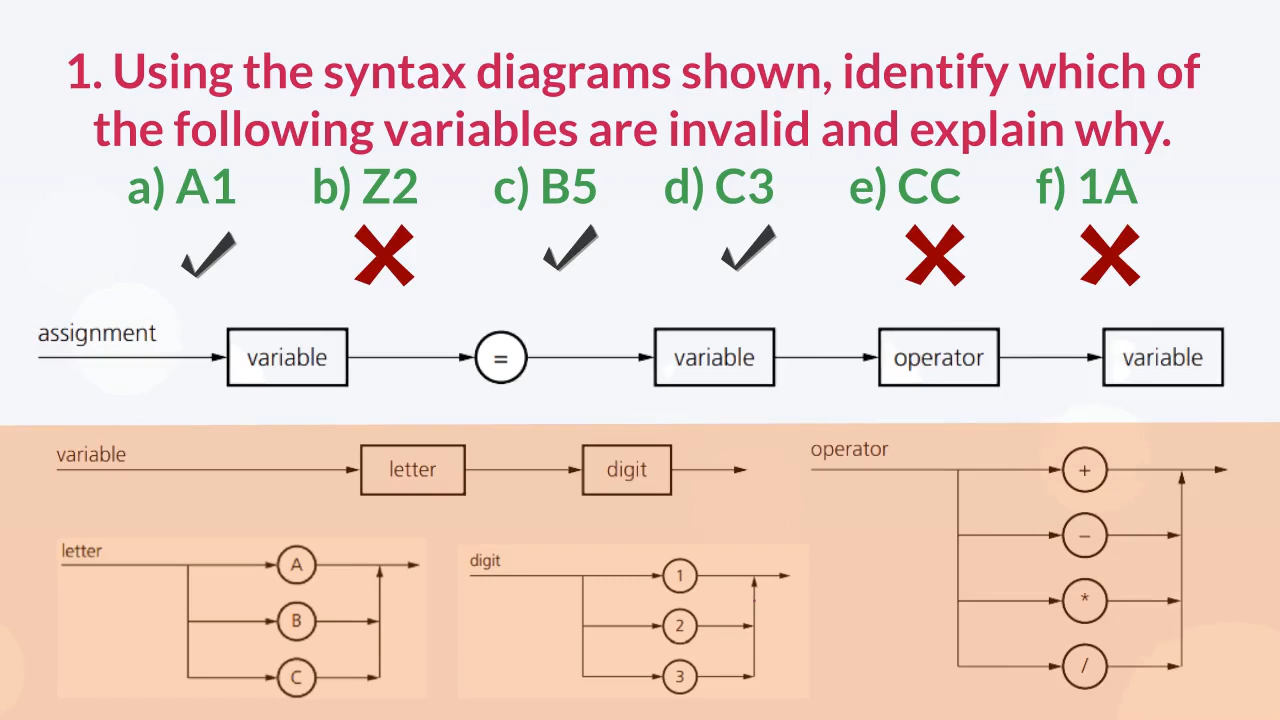 1. Using the syntax diagrams shown, identify which of
the following variables are invalid and explain why.
a) A1 b) Z2 c) B5 d) C3 e) CC f) 1A
assignment
variable = variable operator variable
variable letter digit
operator + - * /
letter A B C
digit 1 2 3